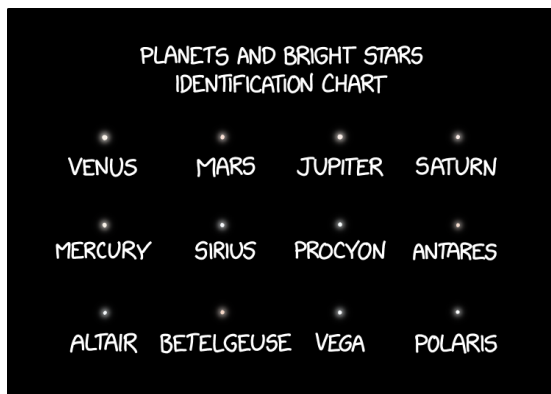 PLANETS AND BRIGHT STARS
IDENTIFICATION CHART
VENUS MARS JUPITER SATURN
MERCURY SIRIUS PROCYON ANTARES
ALTAIR BETELGEUSE VEGA POLARIS